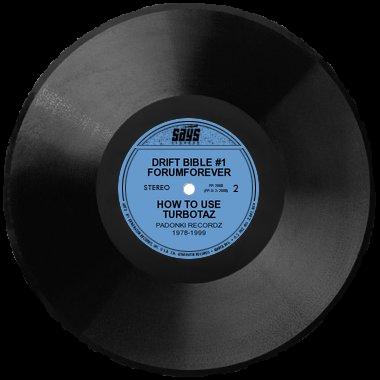 says
DRIFT BIBLE #1
FORUMFOREVER
STEREO
2
HOW TO USE
TURBOTAZ
PADONKI RECORDZ
1978-1999